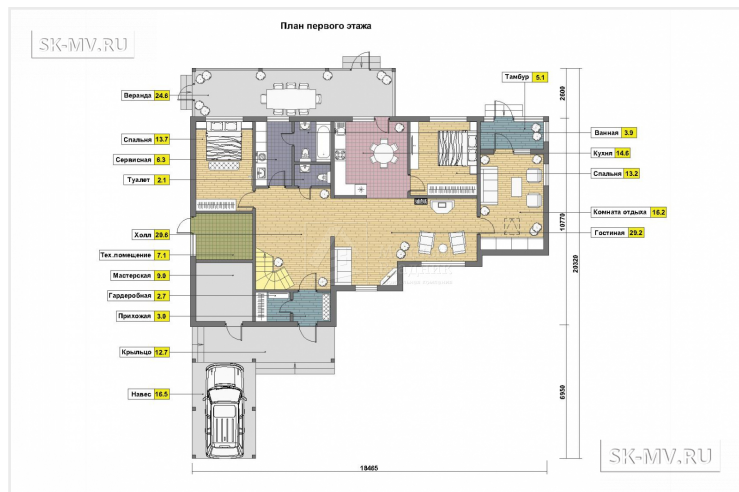 План первого этажа
SK-MV.RU
Тамбур 5.1
Веранда 24.6
Спальня 13.7
Сервисная 6.3
Туалет 2.1
Холл 20.6
Тех.помещение 7.1
Мастерская 9.9
Гардеробная 2.7
Прихожая 3.9
Крыльцо 12.7
Навес 16.5
Ванная 3.9
Кухня 14.6
Спальня 13.2
Комната отдыха 16.2
Гостиная 29.2
2600
10770
20320
6950
18465
SK-MV.RU